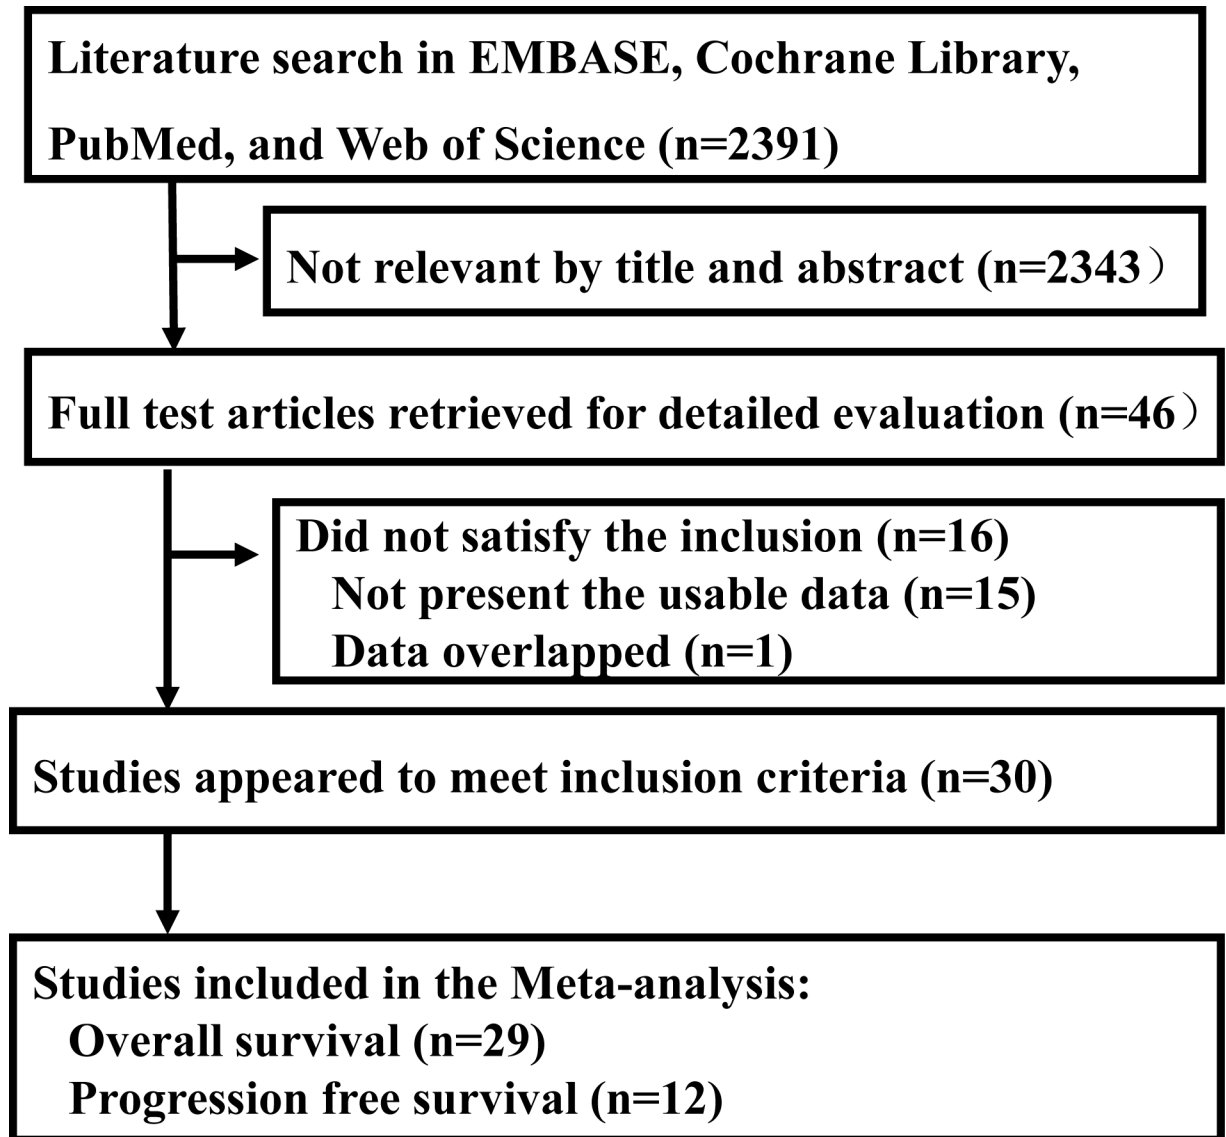 Literature search in EMBASE, Cochrane Library,
PubMed, and Web of Science (n=2391)
Not relevant by title and abstract (n=2343）
Full test articles retrieved for detailed evaluation (n=46）
Did not satisfy the inclusion (n=16)
Not present the usable data (n=15)
Data overlapped (n=1)
Studies appeared to meet inclusion criteria (n=30)
Studies included in the Meta-analysis:
Overall survival (n=29)
Progression free survival (n=12)